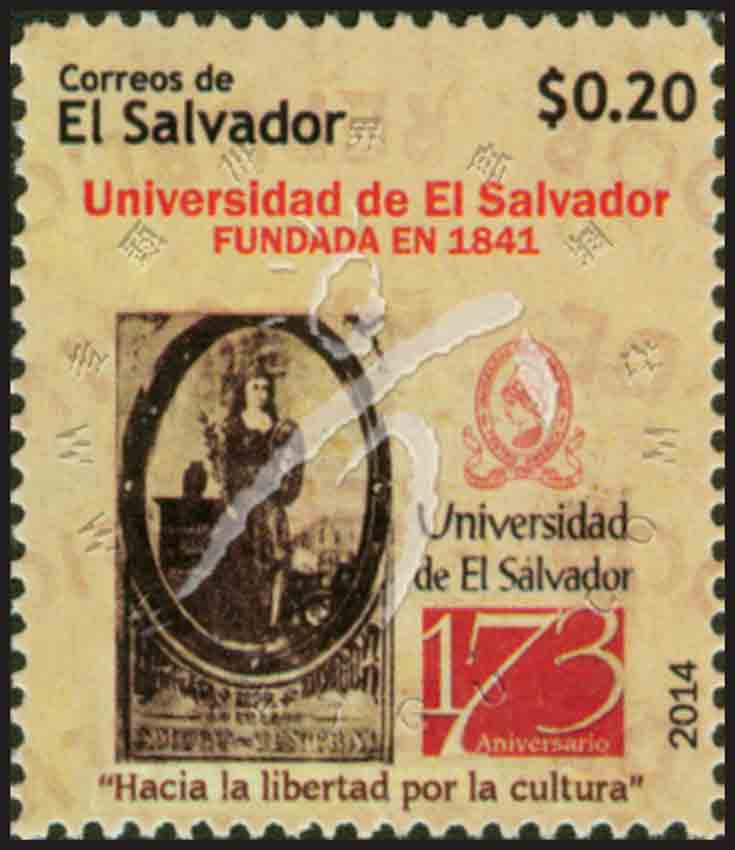 Correos de
El Salvador
$0.20
Universidad de El Salvador
FUNDADA EN 1841
Universidad
de El Salvador
173
Aniversario
2014
"Hacia la libertad por la cultura"